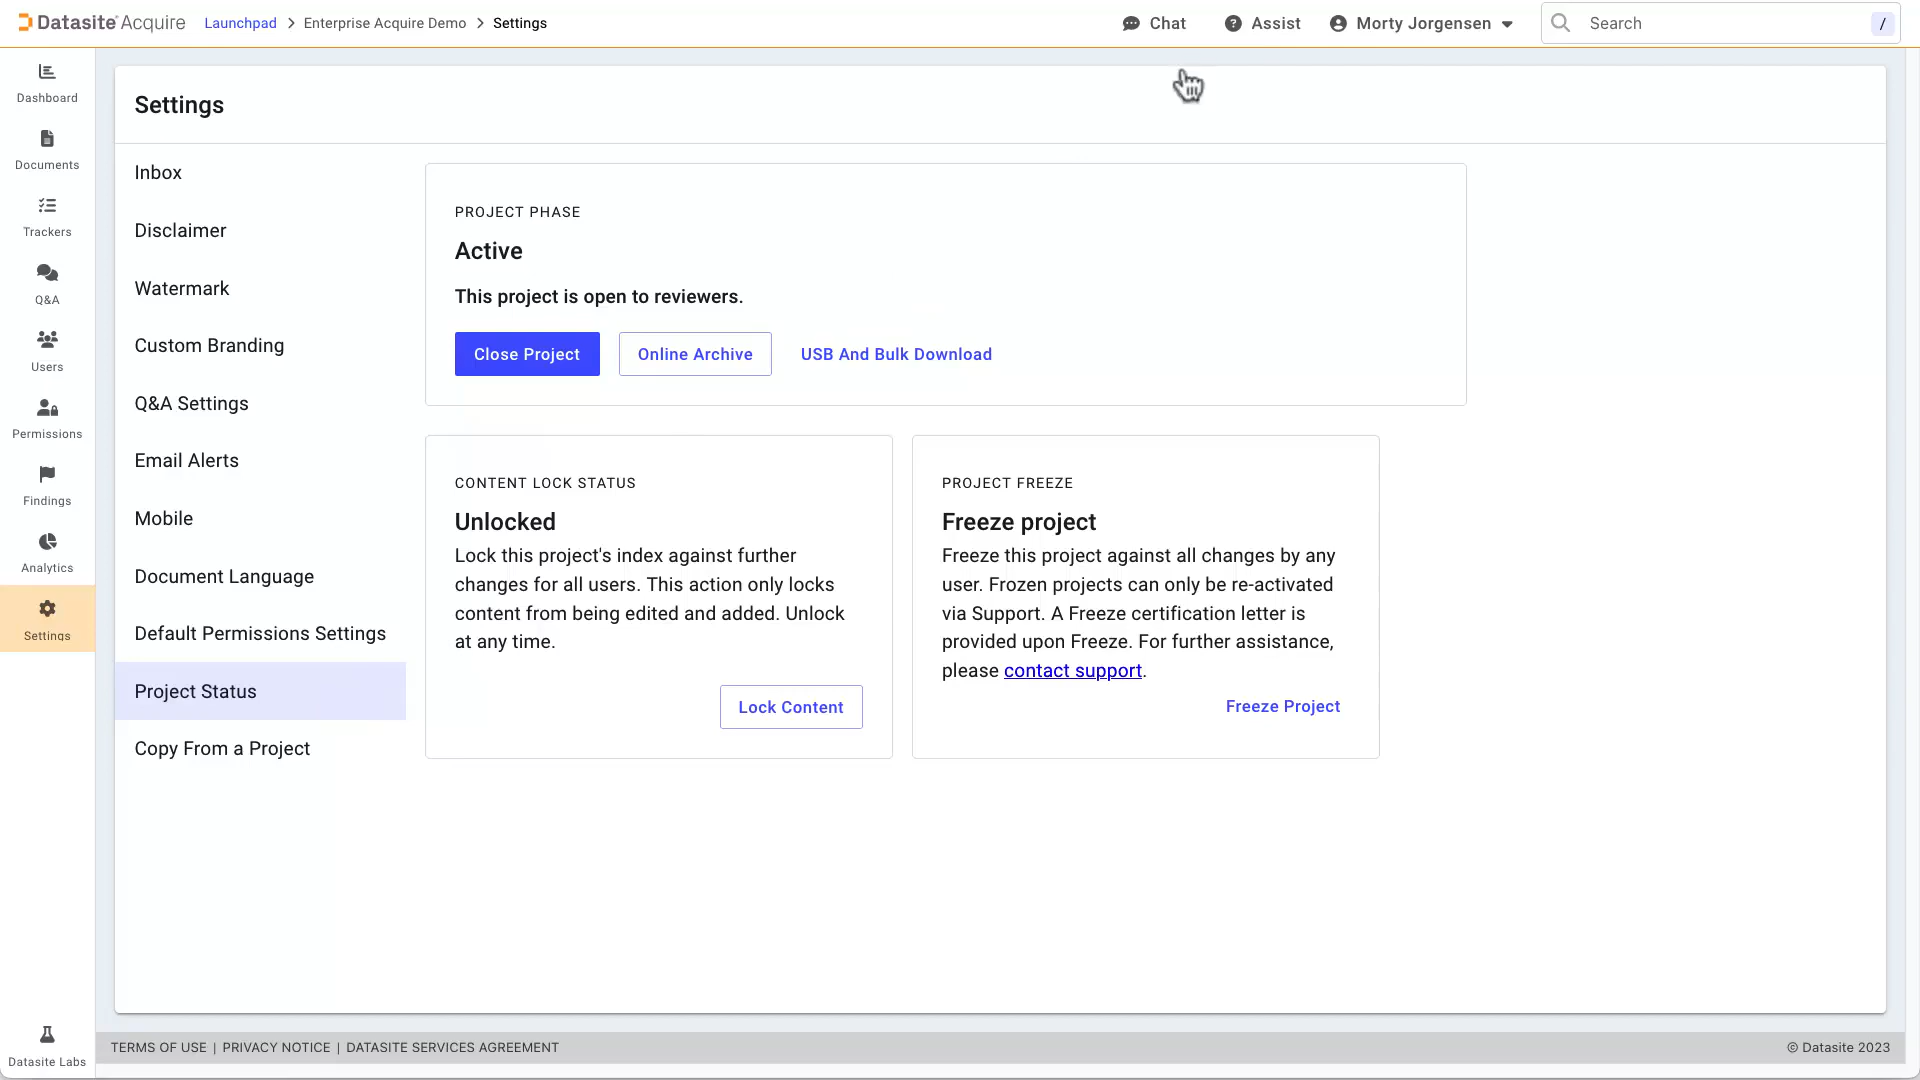 Datasite Acquire Launchpad Enterprise Acquire Demo Settings Chat Assist Morty Jorgensen Search /
Dashboard
Documents
Trackers
Q&A
Users
Permissions
Findings
Analytics
Settings
Datasite Labs
Settings
Inbox
Disclaimer
Watermark
Custom Branding
Q&A Settings
Email Alerts
Mobile
Document Language
Default Permissions Settings
Project Status
Copy From a Project
PROJECT PHASE
Active
This project is open to reviewers.
Close Project Online Archive USB And Bulk Download
CONTENT LOCK STATUS
Unlocked
Lock this project's index against further
changes for all users. This action only locks
content from being edited and added. Unlock
at any time.
Lock Content
PROJECT FREEZE
Freeze project
Freeze this project against all changes by any
user. Frozen projects can only be re-activated
via Support. A Freeze certification letter is
provided upon Freeze. For further assistance,
please contact support.
Freeze Project
TERMS OF USE | PRIVACY NOTICE | DATASITE SERVICES AGREEMENT © Datasite 2023